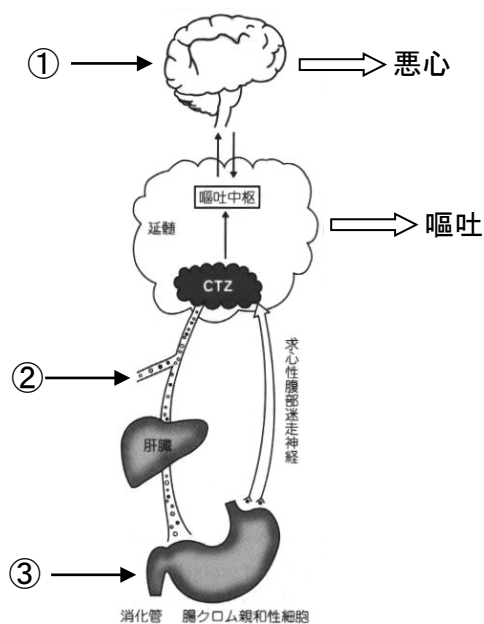 ①
悪心
嘔吐中枢
延髄
嘔吐
CTZ
求心性腹部迷走神経
②
肝臓
③
消化管 腸クロム親和性細胞